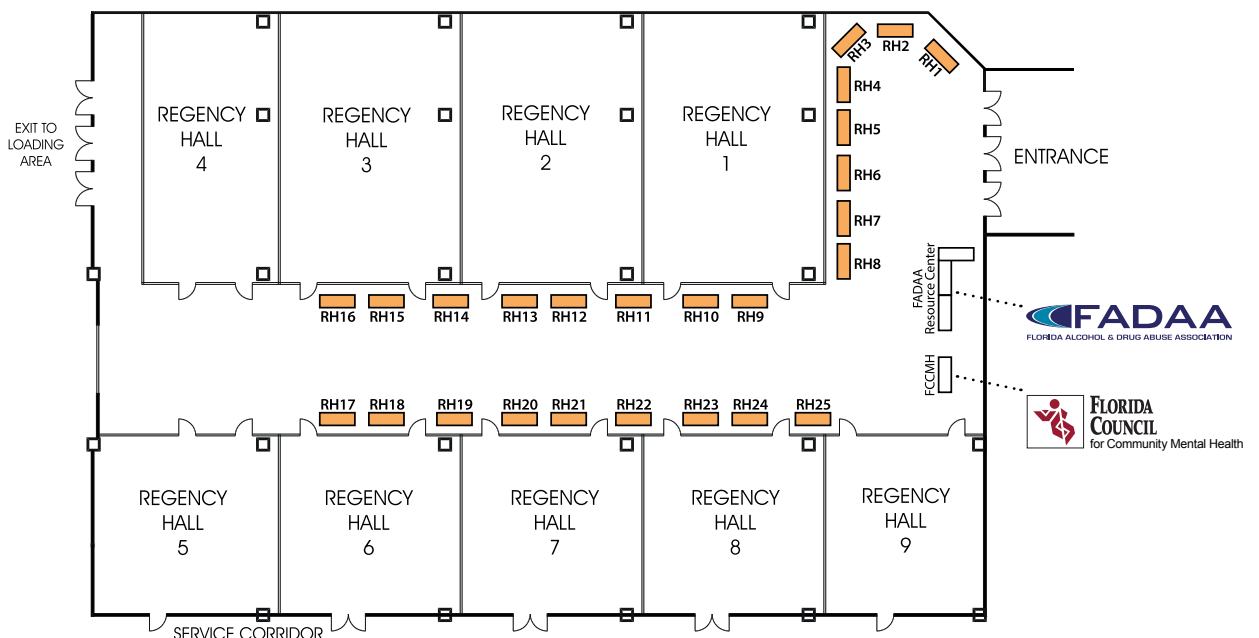 RH3
RH2
RH1
RH4
REGENCY
HALL
4
REGENCY
HALL
3
REGENCY
HALL
2
REGENCY
HALL
1
EXIT TO
LOADING
AREA
RH5
ENTRANCE
RH6
RH7
RH8
FADAA
Resource Center
RH16
RH15
RH14
RH13
RH12
RH11
RH10
RH9
FADAA
FLORIDA ALCOHOL & DRUG ABUSE ASSOCIATION
FCCMH
RH17
RH18
RH19
RH20
RH21
RH22
RH23
RH24
RH25
FLORIDA
COUNCIL
for Community Mental Health
REGENCY
HALL
5
REGENCY
HALL
6
REGENCY
HALL
7
REGENCY
HALL
8
REGENCY
HALL
9
SERVICE CORRIDOR